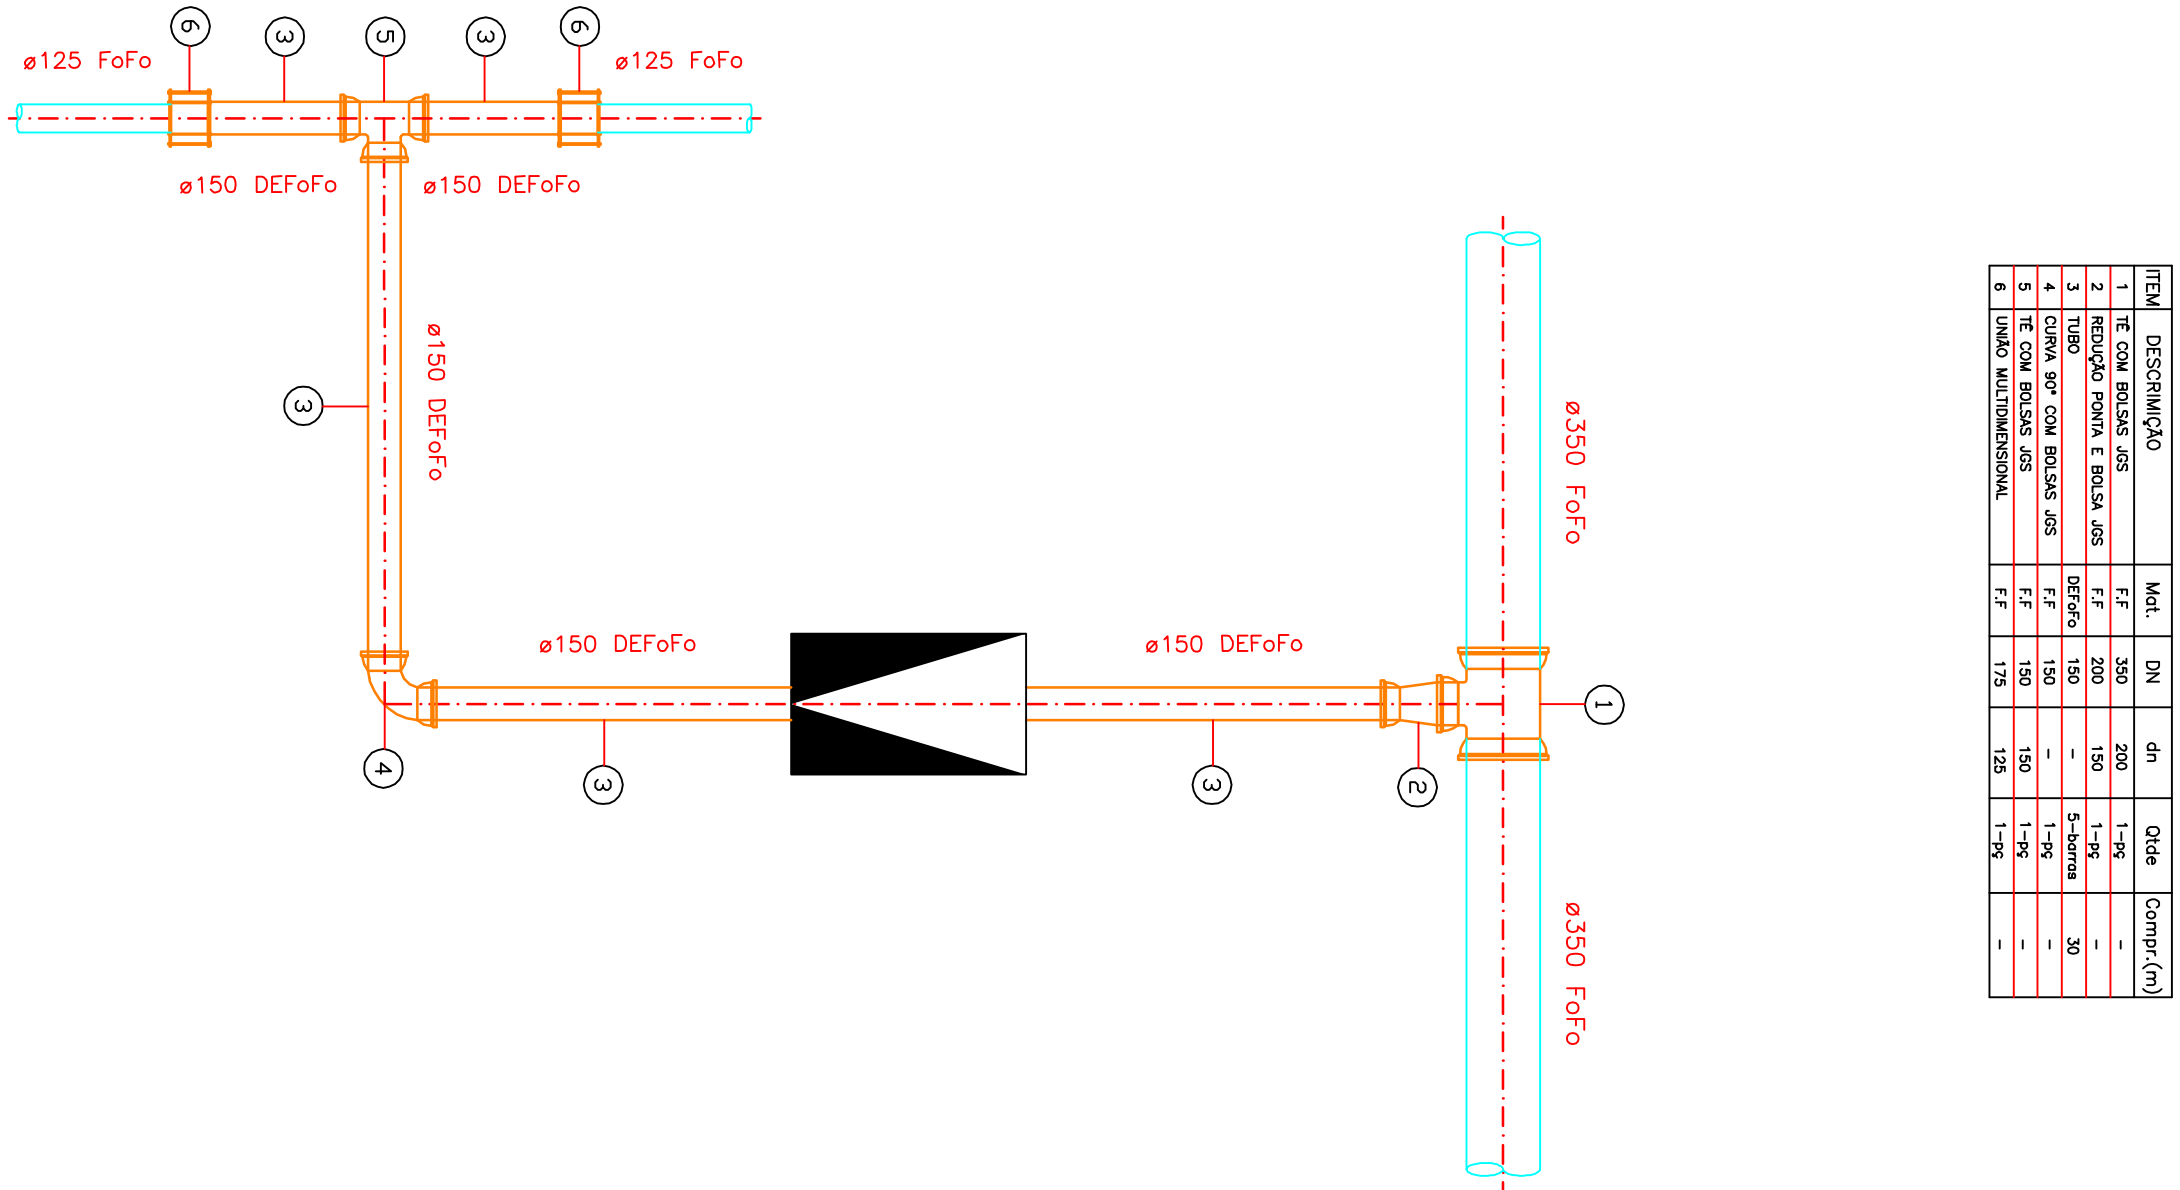 6
3
5
3
6
ø125 FoFo
ø125 FoFo
ø150 DEFoFo
ø150 DEFoFo
ø150 DEFoFo
3
ø350 FoFo
ø150 DEFoFo
ø150 DEFoFo
1
4
3
3
2
ø350 FoFo
ITEM DESCRIMIÇÃO Mat. DN dn Qtde Compr.(m)
1 TÊ COM BOLSAS JGS F.F 350 200 1-pç -
2 REDUÇÃO PONTA E BOLSA JGS F.F 200 150 1-pç -
3 TUBO DEFoFo 150 - 5-barras 30
4 CURVA 90° COM BOLSAS JGS F.F 150 - 1-pç -
5 TÊ COM BOLSAS JGS F.F 150 150 1-pç -
6 UNIÃO MULTIDIMENSIONAL F.F 175 125 1-pç -